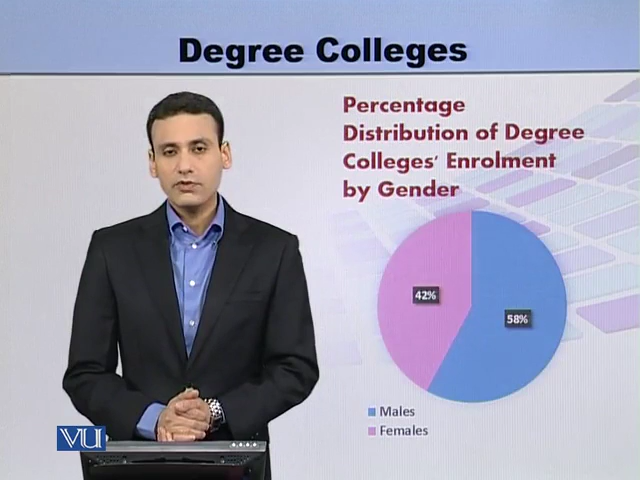 Degree Colleges
Percentage
Distribution of Degree
Colleges' Enrolment
by Gender
42%
58%
Males
Females
VU